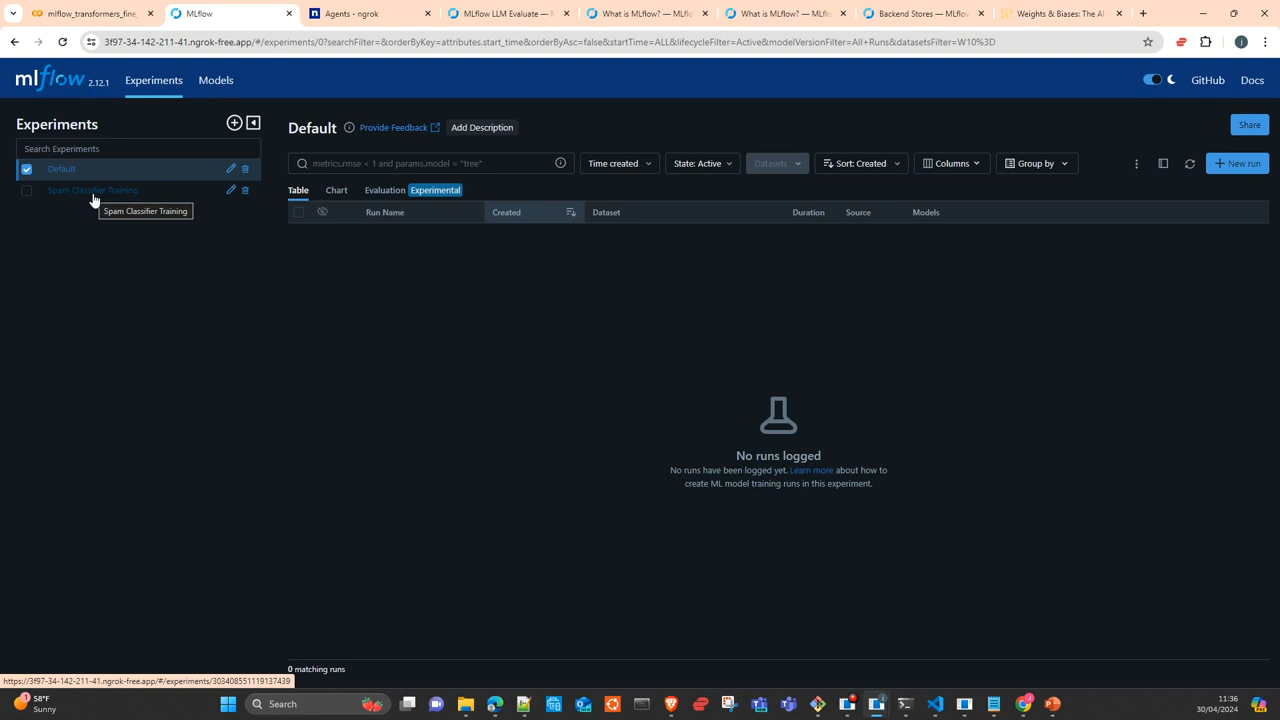 mlflow_transformers_fine_
MLflow
Agents - ngrok
MLflow LLM Evaluate —
What is MLflow? — MLflo
What is MLflow? — MLflo
Backend Stores — MLflow
Weights & Biases: The AI
3f97-34-142-211-41.ngrok-free.app/#/experiments/0?searchFilter=&orderByKey=attributes.start_time&orderByAsc=false&startTime=ALL&lifecycleFilter=Active&modelVersionFilter=All+Runs&datasetsFilter=W10%3D
mlflow 2.12.1
Experiments
Models
GitHub
Docs
Experiments
Search Experiments
Default
Spam Classifier Training
Spam Classifier Training
Default
Provide Feedback
Add Description
Share
metrics.rmse < 1 and params.model = "tree"
Time created
State: Active
Datasets
Sort: Created
Columns
Group by
New run
Table
Chart
Evaluation
Experimental
Run Name
Created
Dataset
Duration
Source
Models
No runs logged
No runs have been logged yet. Learn more about how to
create ML model training runs in this experiment.
0 matching runs
https://3f97-34-142-211-41.ngrok-free.app/#/experiments/303408551119137439
1
58°F
Sunny
Search
11:36
30/04/2024